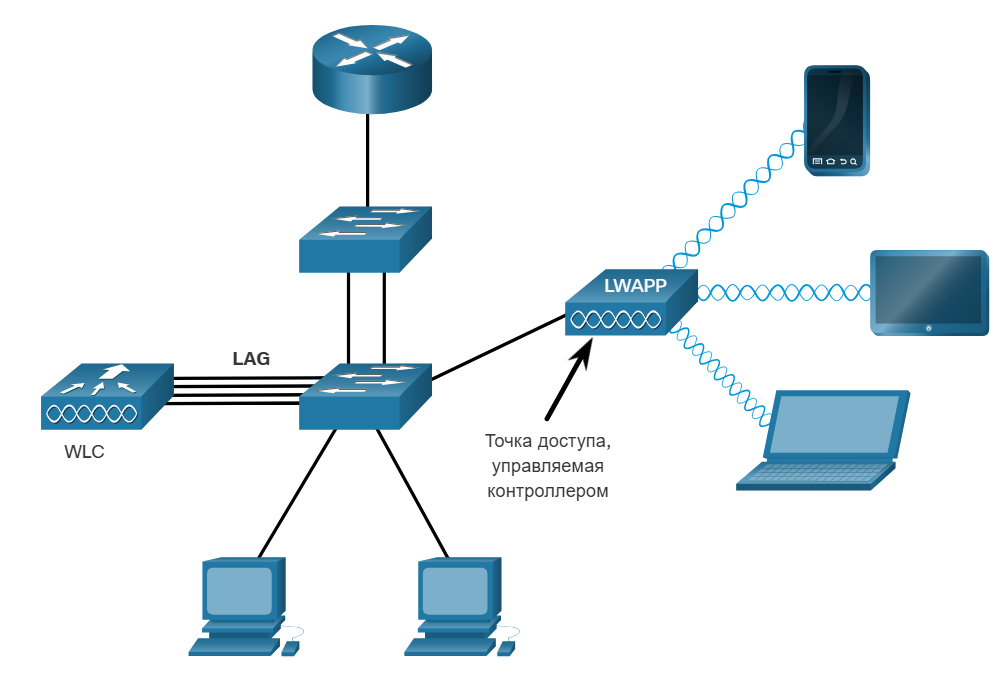 LWAPP
LAG
WLC
Точка доступа,
управляемая
контроллером